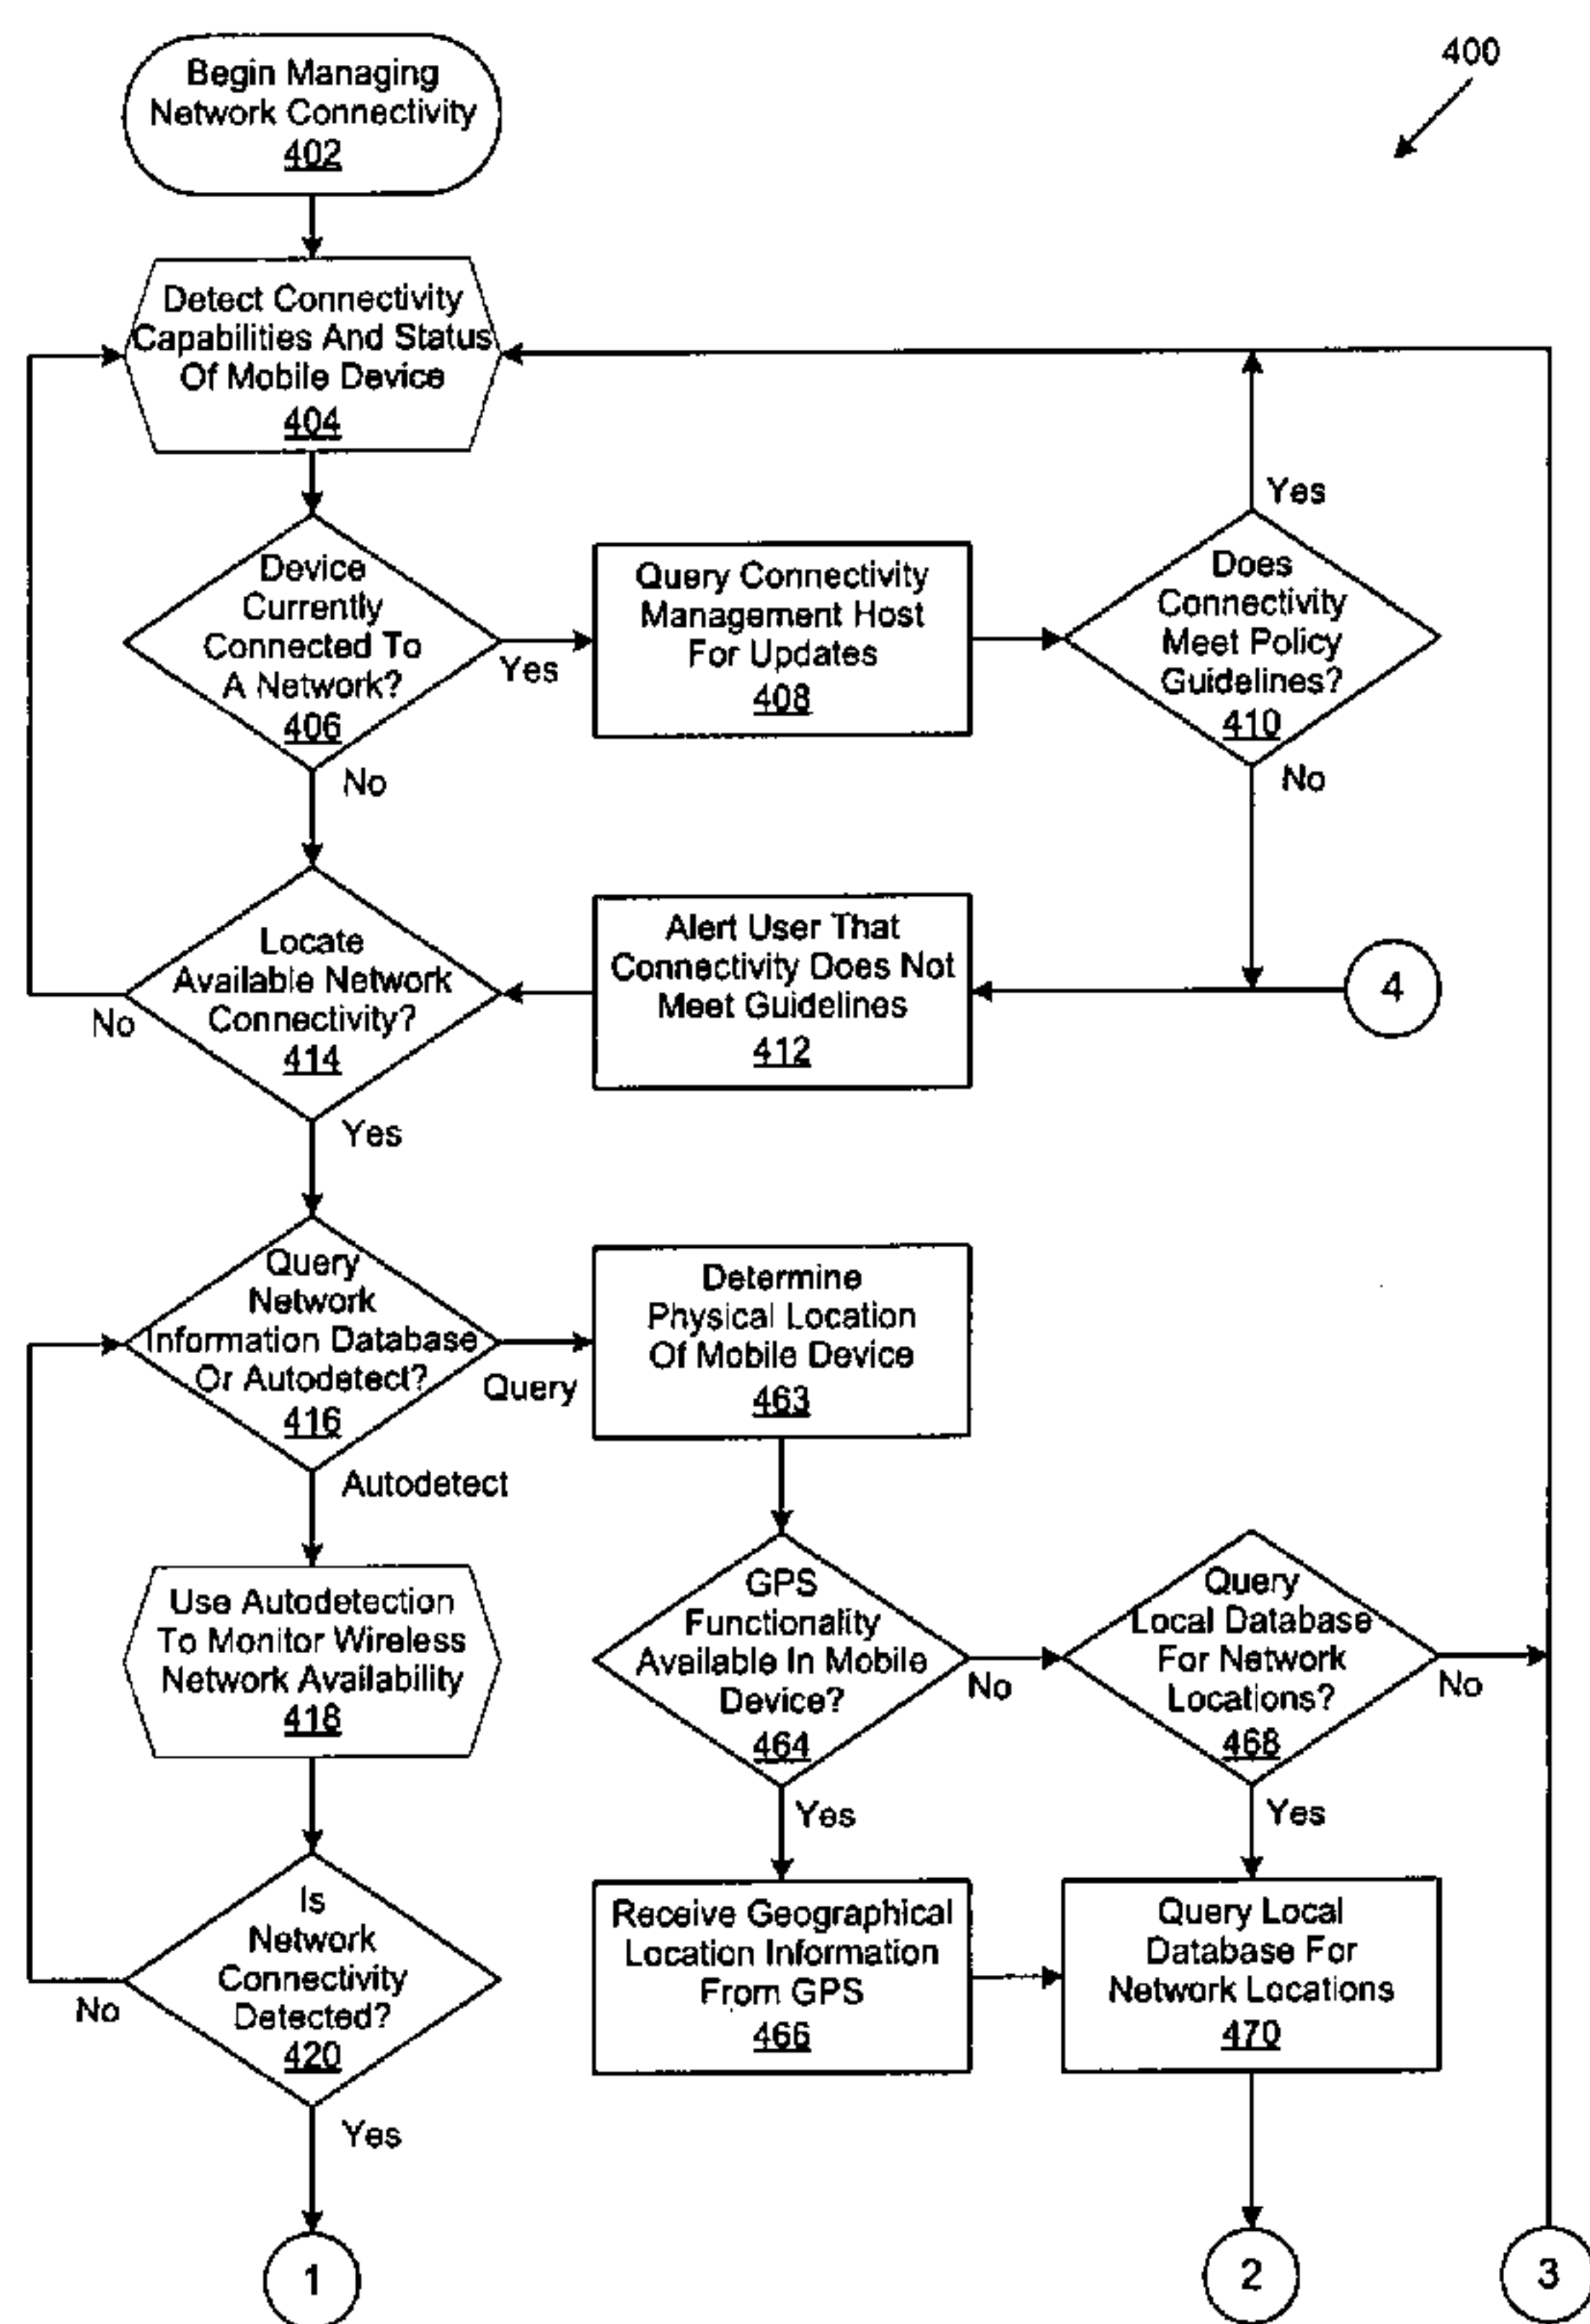 400
Begin Managing
Network Connectivity
402
Detect Connectivity
Capabilities And Status
Of Mobile Device
404
Device
Currently
Connected To
A Network?
406
Yes
No
Query Connectivity
Management Host
For Updates
408
Does
Connectivity
Meet Policy
Guidelines?
410
Yes
No
Locate
Available Network
Connectivity?
414
No
Yes
Alert User That
Connectivity Does Not
Meet Guidelines
412
4
Query
Network
Information Database
Or Autodetect?
416
Query
Autodetect
Determine
Physical Location
Of Mobile Device
463
Use Autodetection
To Monitor Wireless
Network Availability
418
GPS
Functionality
Available In Mobile
Device?
464
No
Yes
Query
Local Database
For Network
Locations?
468
No
Yes
Is
Network
Connectivity
Detected?
420
No
Yes
Receive Geographical
Location Information
From GPS
466
Query Local
Database For
Network Locations
470
1
2
3